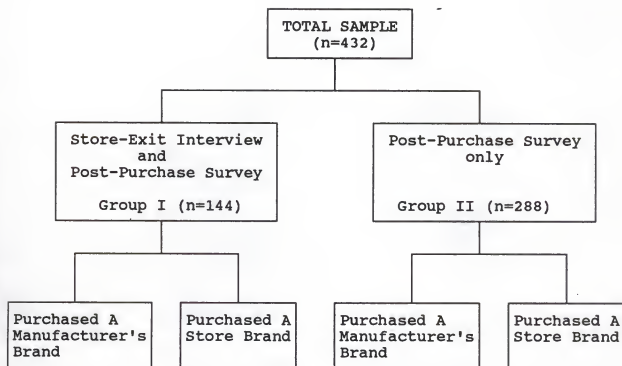 TOTAL SAMPLE
(n=432)
Store-Exit Interview
and
Post-Purchase Survey
Group I (n=144)
Post-Purchase Survey
only
Group II (n=288)
Purchased A
Manufacturer's
Brand
Purchased A
Store Brand
Purchased A
Manufacturer's
Brand
Purchased A
Store Brand